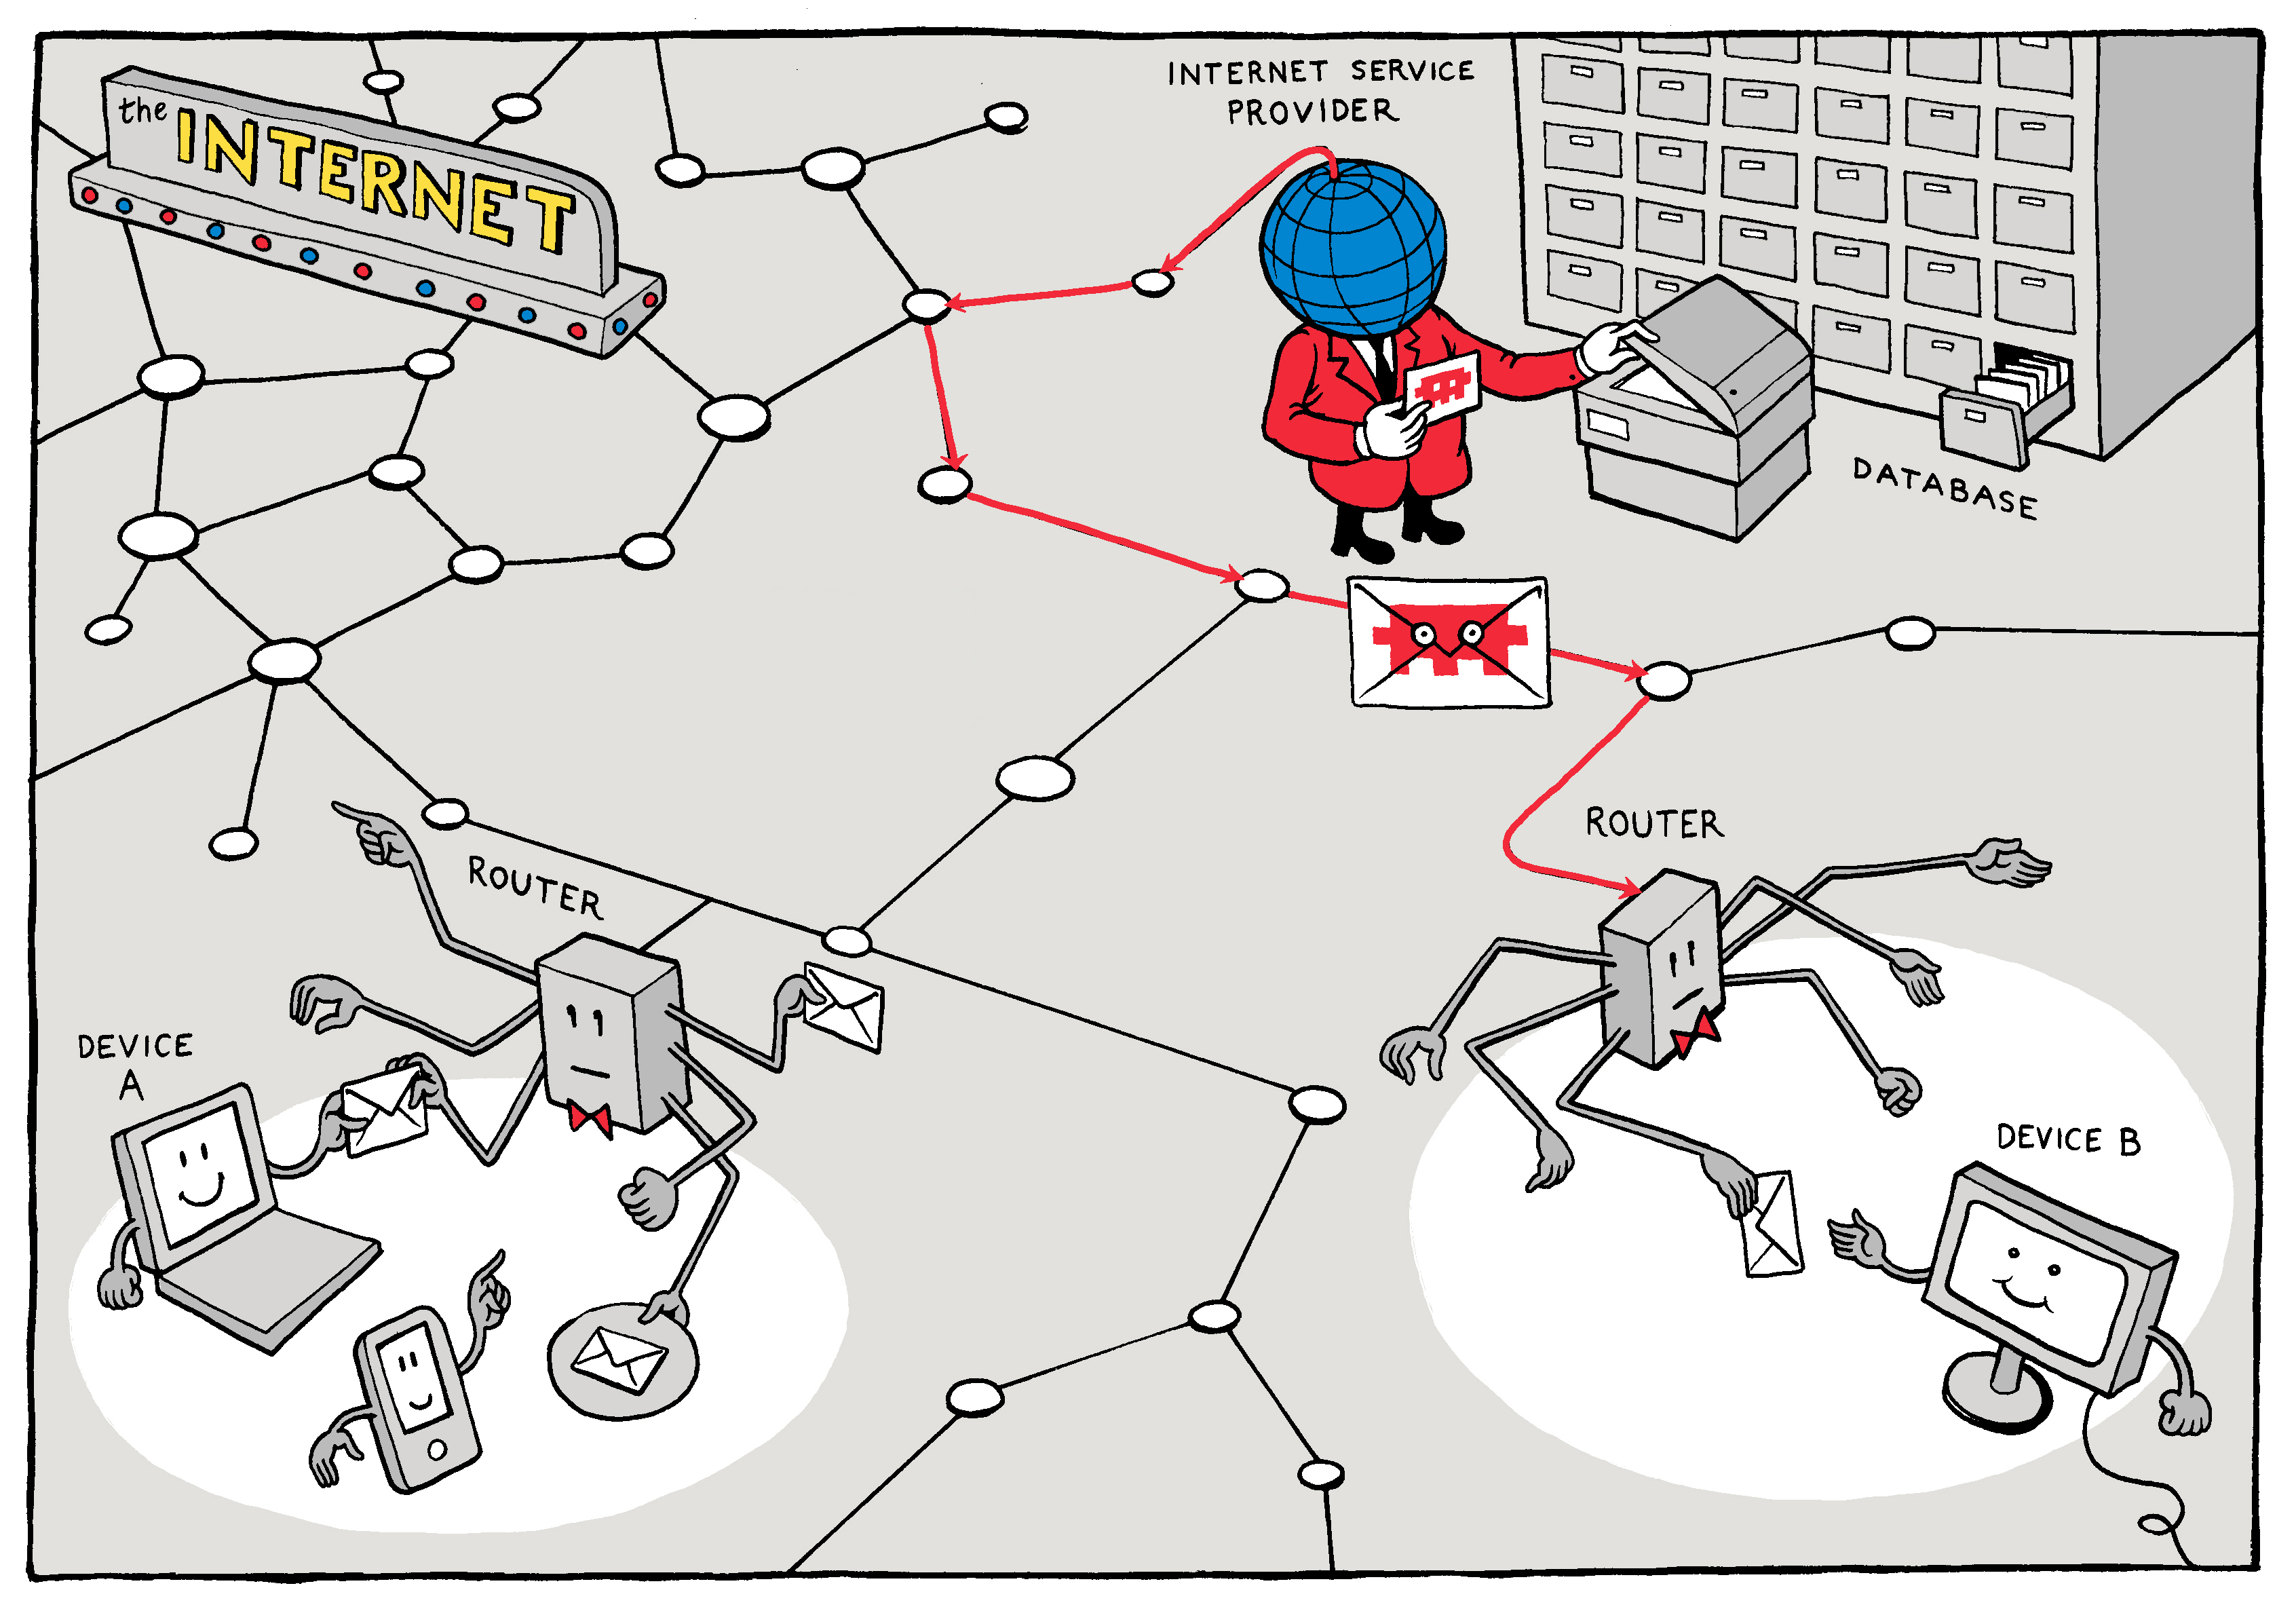 the INTERNET
INTERNET SERVICE
PROVIDER
DATABASE
ROUTER
ROUTER
DEVICE
A
DEVICE B